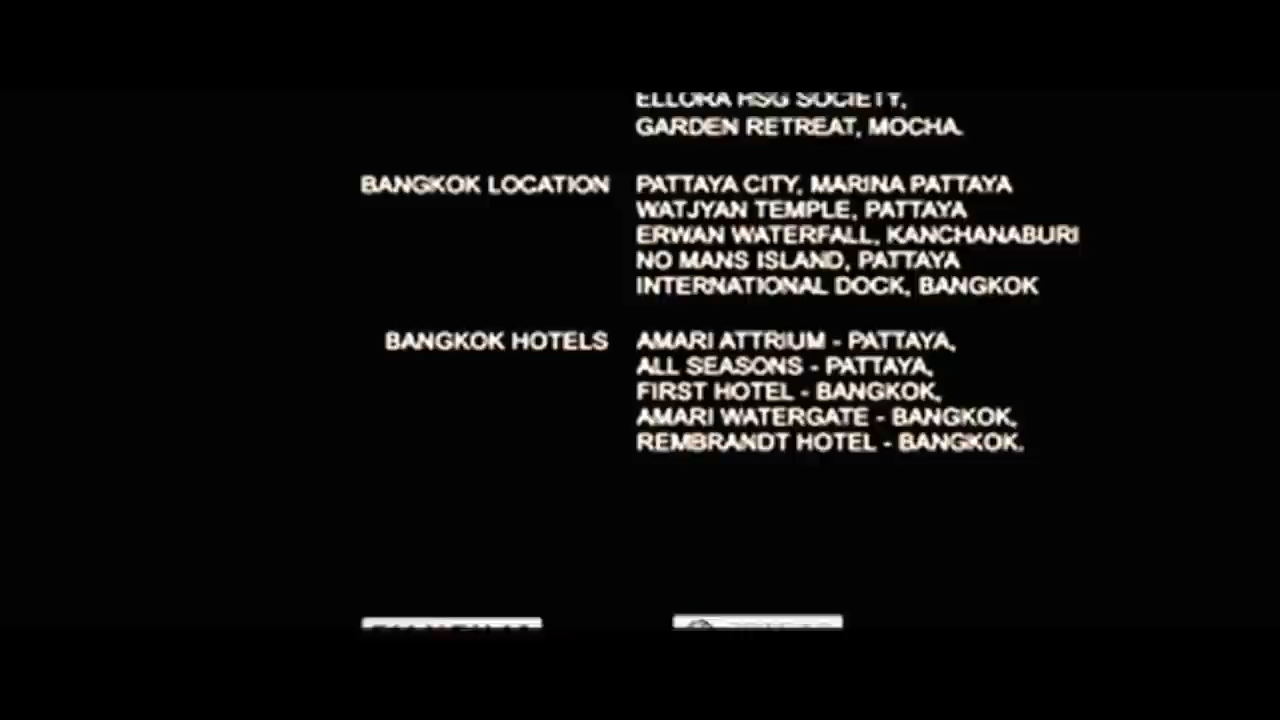 ELLORA HSG SOCIETY,
GARDEN RETREAT, MOCHA.
BANGKOK LOCATION PATTAYA CITY, MARINA PATTAYA
WATJYAN TEMPLE, PATTAYA
ERWAN WATERFALL, KANCHANABURI
NO MANS ISLAND, PATTAYA
INTERNATIONAL DOCK, BANGKOK
BANGKOK HOTELS AMARI ATTRIUM - PATTAYA,
ALL SEASONS - PATTAYA,
FIRST HOTEL - BANGKOK,
AMARI WATERGATE - BANGKOK,
REMBRANDT HOTEL - BANGKOK.